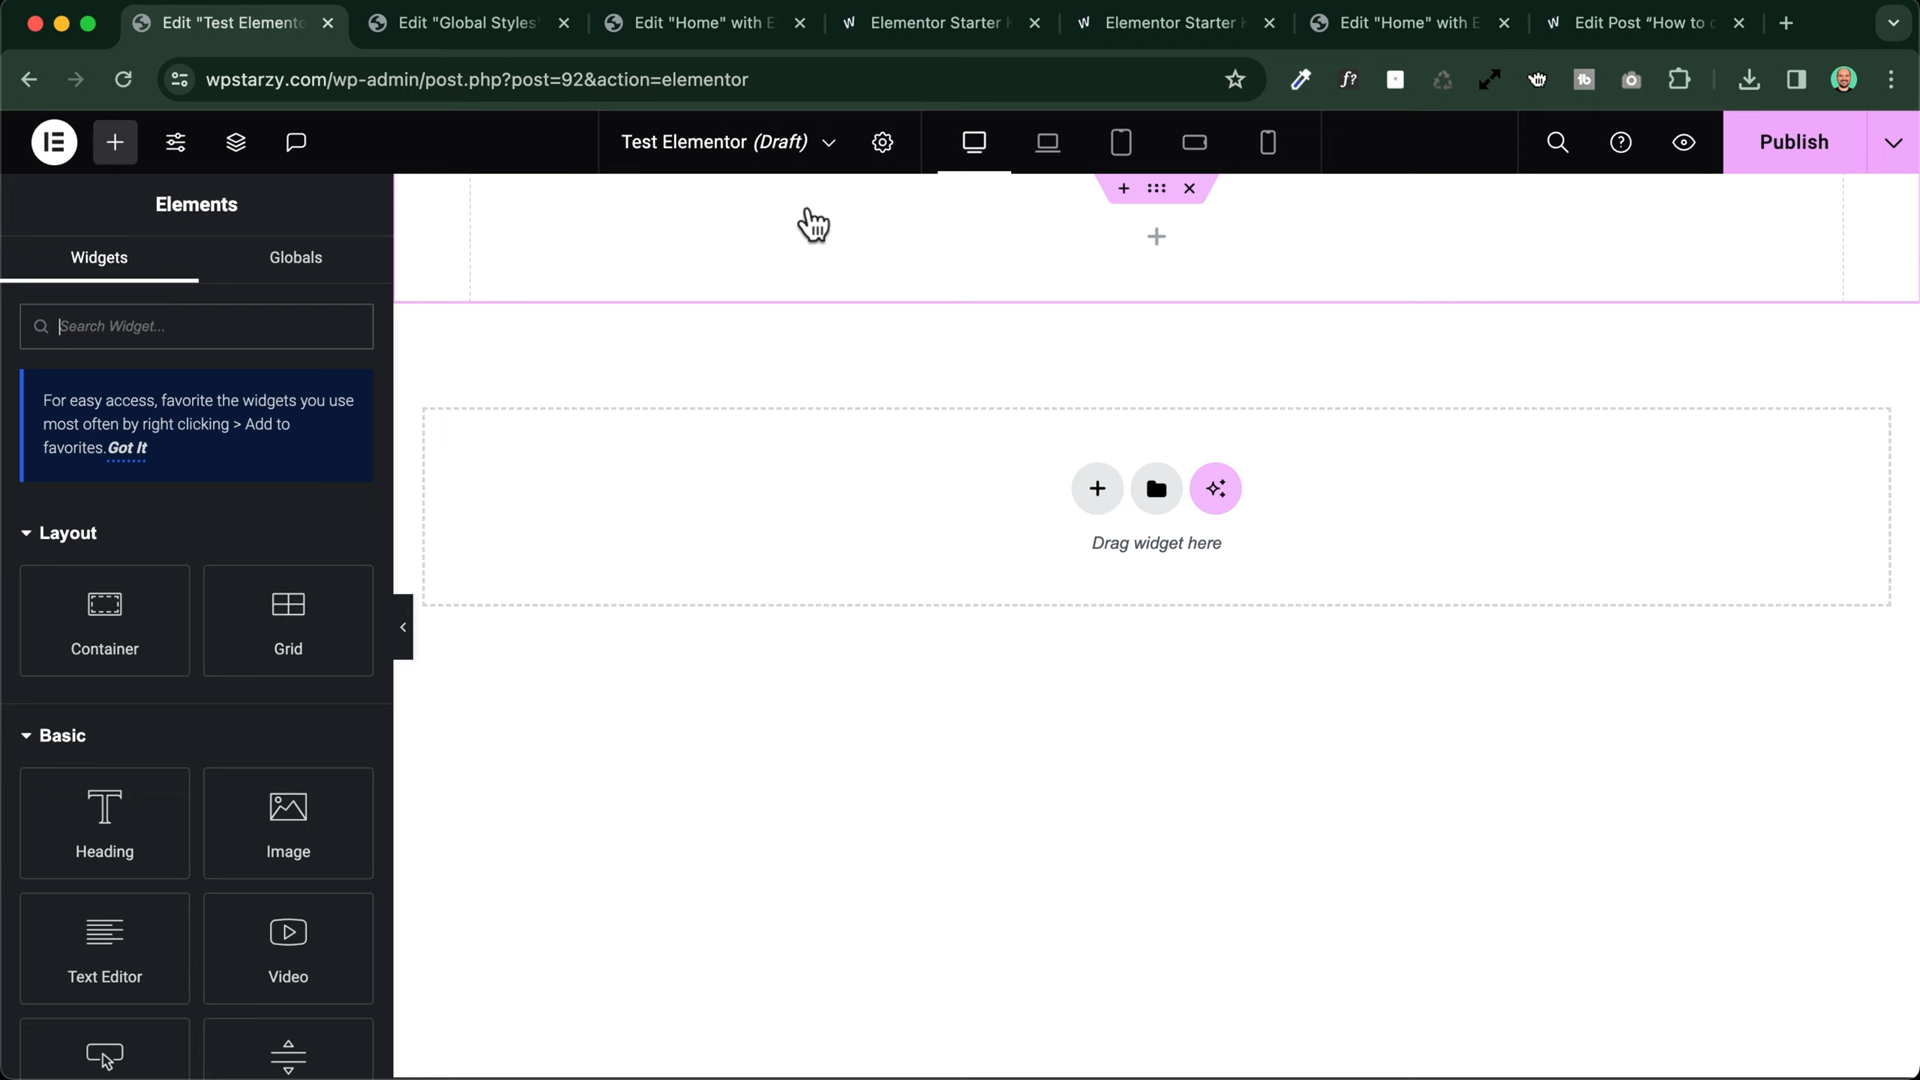 Edit "Test Elemento
Edit "Global Styles"
Edit "Home" with E
Elementor Starter K
Elementor Starter K
Edit "Home" with E
Edit Post “How to c
wpstarzy.com/wp-admin/post.php?post=92&action=elementor
f?
tb
Test Elementor (Draft)
Publish
Elements
Widgets
Globals
Search Widget...
For easy access, favorite the widgets you use
most often by right clicking > Add to
favorites. Got It
Layout
Container
Grid
Basic
Heading
Image
Text Editor
Video
Drag widget here